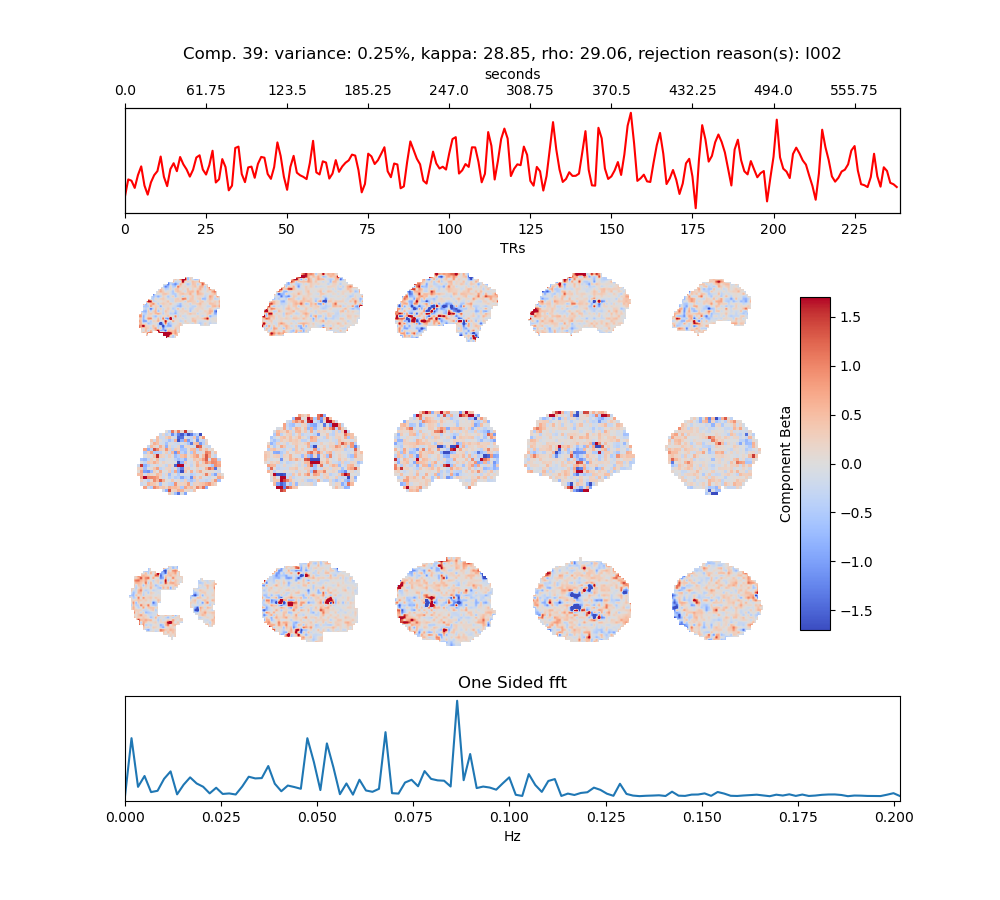 Comp. 39: variance: 0.25%, kappa: 28.85, rho: 29.06, rejection reason(s): I002
seconds
0.0 61.75 123.5 185.25 247.0 308.75 370.5 432.25 494.0 555.75
0 25 50 75 100 125 150 175 200 225
TRs
Component Beta
1.5
1.0
0.5
0.0
−0.5
−1.0
−1.5
One Sided fft
0.000 0.025 0.050 0.075 0.100 0.125 0.150 0.175 0.200
Hz